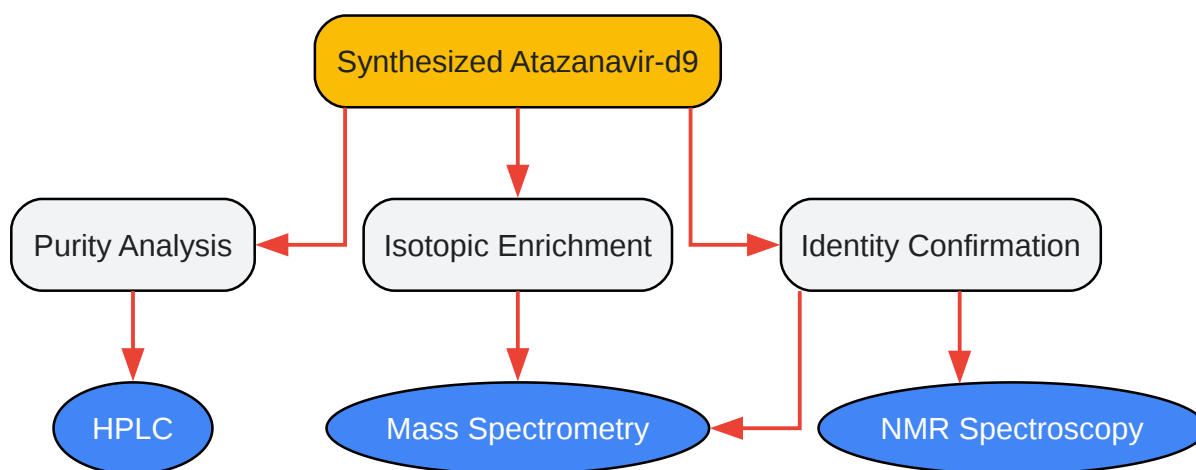 Synthesized Atazanavir-d9
Purity Analysis
Isotopic Enrichment
Identity Confirmation
HPLC
Mass Spectrometry
NMR Spectroscopy